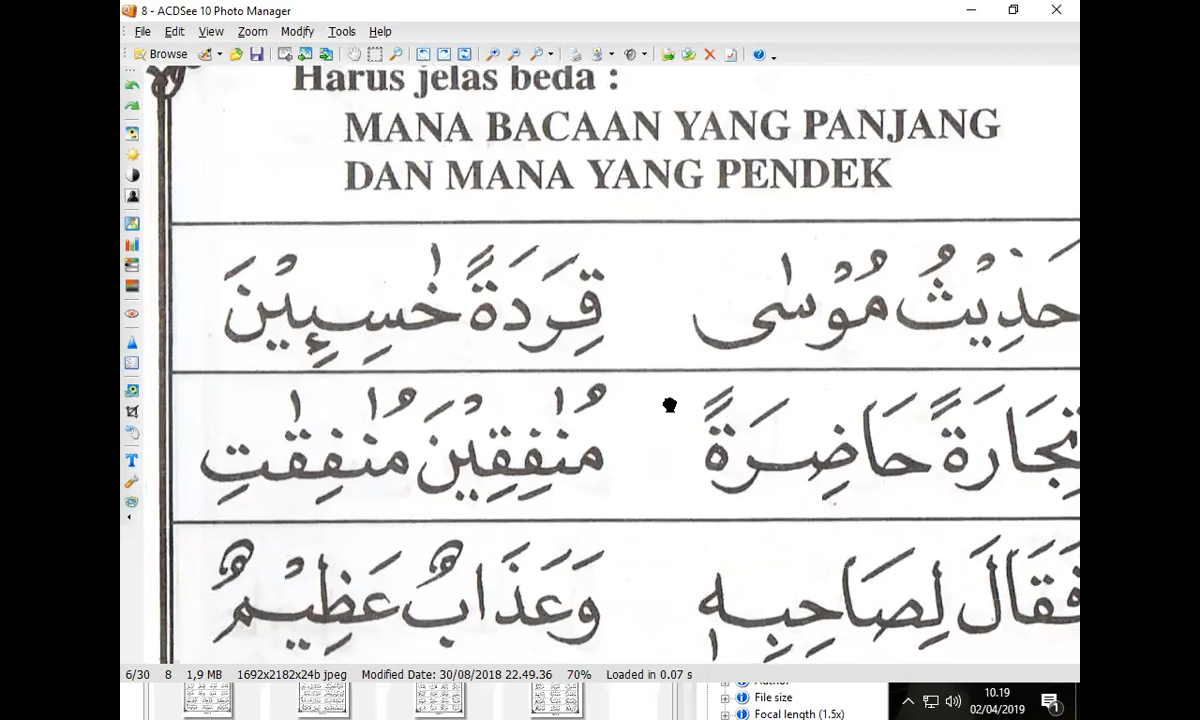 8 - ACDSee 10 Photo Manager
File Edit View Zoom Modify Tools Help
Browse
Harus jelas beda :
MANA BACAAN YANG PANJANG
DAN MANA YANG PENDEK
حَدِيْثُ مُوْسٰى قِرَدَةً خٰسِـِٕيْنَ
تِجَارَةً حَاضِرَةً مُنٰفِقِيْنَ مُنٰفِقٰتِ
فَقَالَ لِصَاحِبِهٖ وَعَذَابٌ عَظِيْمٌ
6/30 8 1,9 MB 1692x2182x24b jpeg Modified Date: 30/08/2018 22.49.36 70% Loaded in 0.07 s
File size
Focal length (1.5x)
10.19
02/04/2019
1